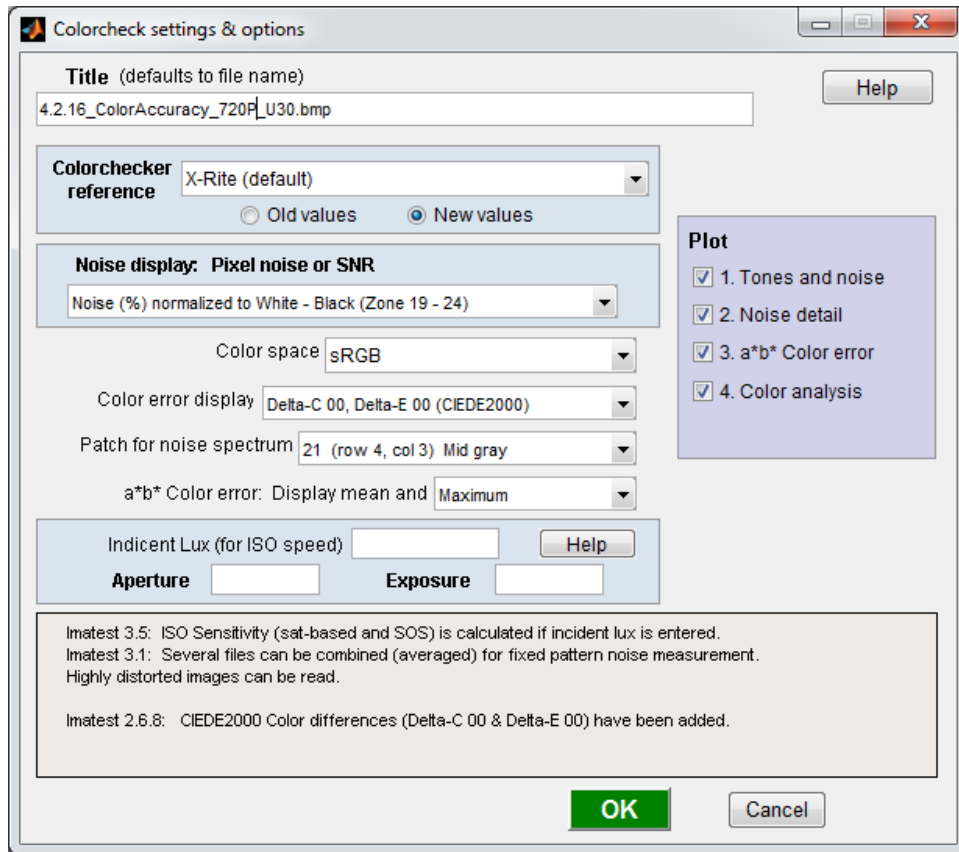 Colorcheck settings & options
Title (defaults to file name)
Help
4.2.16_ColorAccuracy_720P_U30.bmp
Colorchecker reference
X-Rite (default)
Old values
New values
Noise display: Pixel noise or SNR
Noise (%) normalized to White - Black (Zone 19 - 24)
Plot
1. Tones and noise
2. Noise detail
3. a*b* Color error
4. Color analysis
Color space sRGB
Color error display Delta-C 00, Delta-E 00 (CIEDE2000)
Patch for noise spectrum 21 (row 4, col 3) Mid gray
a*b* Color error: Display mean and Maximum
Indicent Lux (for ISO speed)
Help
Aperture
Exposure
Imatest 3.5: ISO Sensitivity (sat-based and SOS) is calculated if incident lux is entered.
Imatest 3.1: Several files can be combined (averaged) for fixed pattern noise measurement.
Highly distorted images can be read.
Imatest 2.6.8: CIEDE2000 Color differences (Delta-C 00 & Delta-E 00) have been added.
OK
Cancel